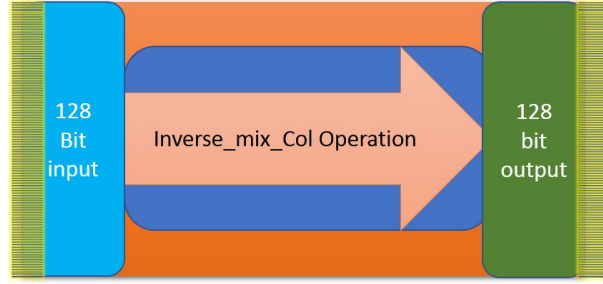 128
Bit
input
Inverse_mix_Col Operation
128
bit
output